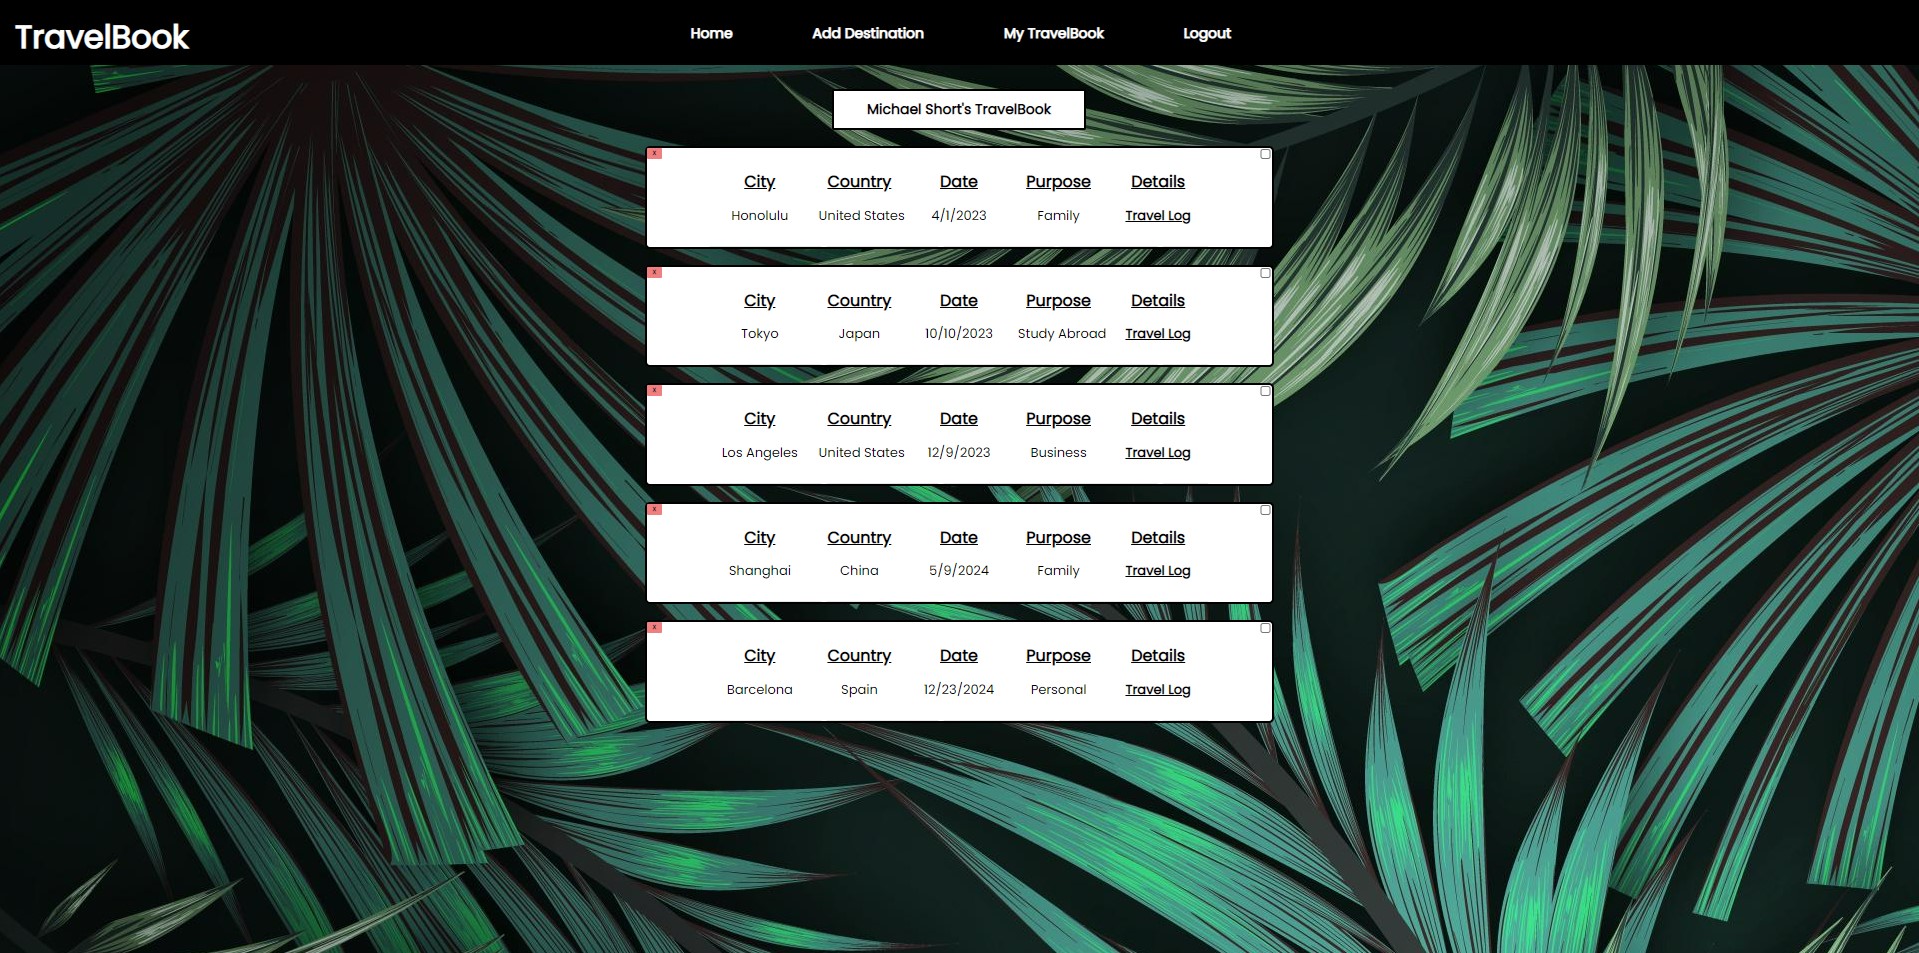 TravelBook
Home Add Destination My TravelBook Logout
Michael Short's TravelBook
x
City Country Date Purpose Details
Honolulu United States 4/1/2023 Family Travel Log
x
City Country Date Purpose Details
Tokyo Japan 10/10/2023 Study Abroad Travel Log
x
City Country Date Purpose Details
Los Angeles United States 12/9/2023 Business Travel Log
x
City Country Date Purpose Details
Shanghai China 5/9/2024 Family Travel Log
x
City Country Date Purpose Details
Barcelona Spain 12/23/2024 Personal Travel Log